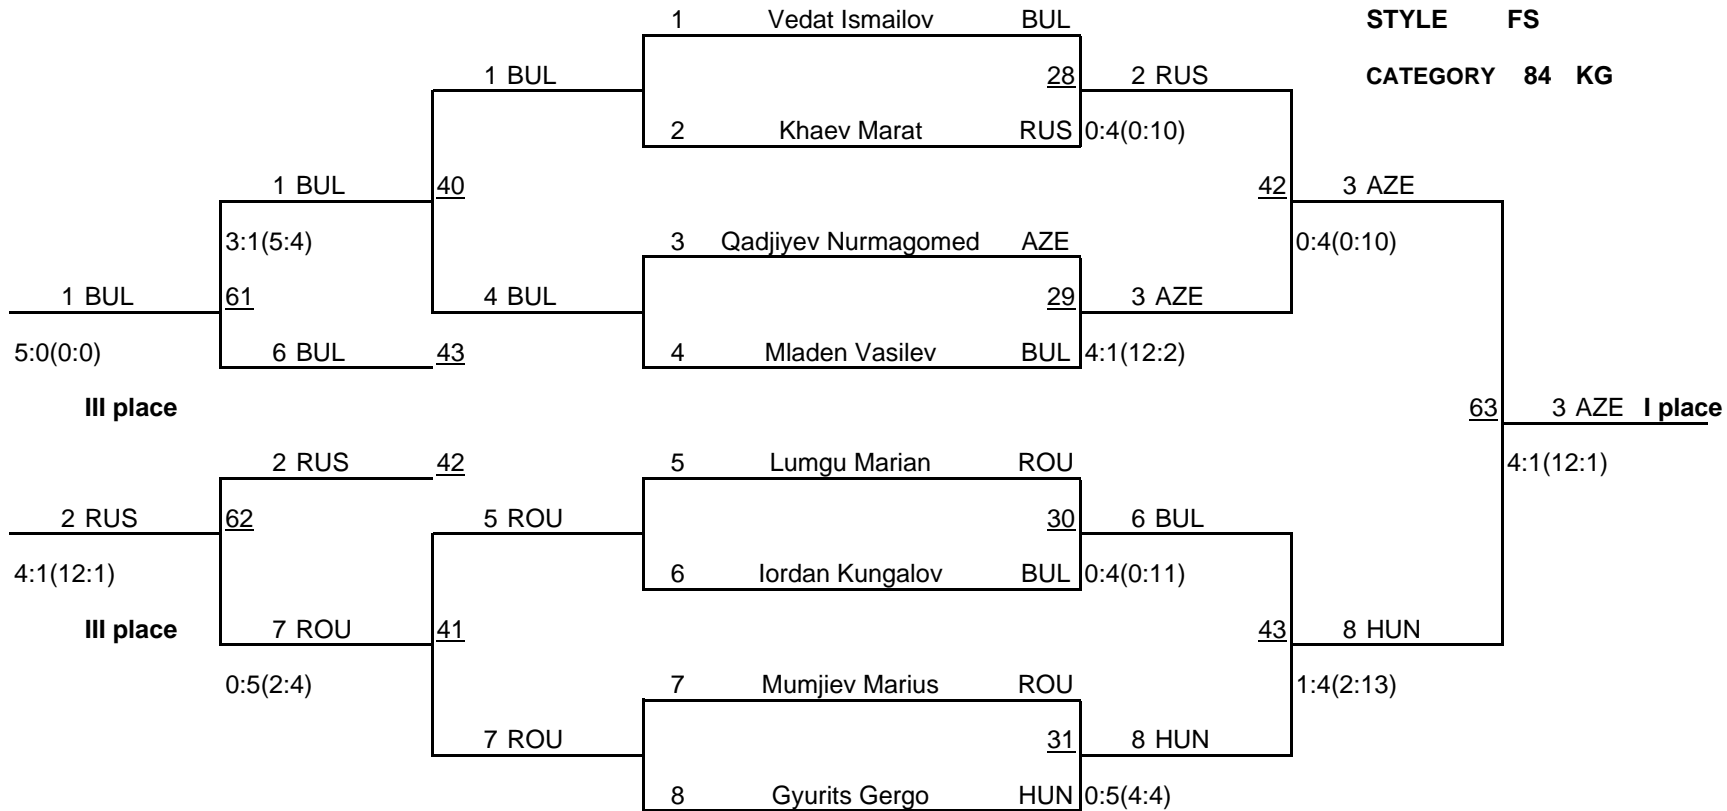 1 Vedat Ismailov BUL STYLE FS
1 BUL 28 2 RUS CATEGORY 84 KG
2 Khaev Marat RUS 0:4(0:10)
1 BUL 40 42 3 AZE
3:1(5:4) 3 Qadjiyev Nurmagomed AZE 0:4(0:10)
1 BUL 61 4 BUL 29 3 AZE
5:0(0:0) 6 BUL 43 4 Mladen Vasilev BUL 4:1(12:2)
III place 63 3 AZE I place
2 RUS 42 5 Lumgu Marian ROU 4:1(12:1)
2 RUS 62 5 ROU 30 6 BUL
4:1(12:1) 6 Iordan Kungalov BUL 0:4(0:11)
III place 7 ROU 41 43 8 HUN
0:5(2:4) 7 Mumjiev Marius ROU 1:4(2:13)
7 ROU 31 8 HUN
8 Gyurits Gergo HUN 0:5(4:4)